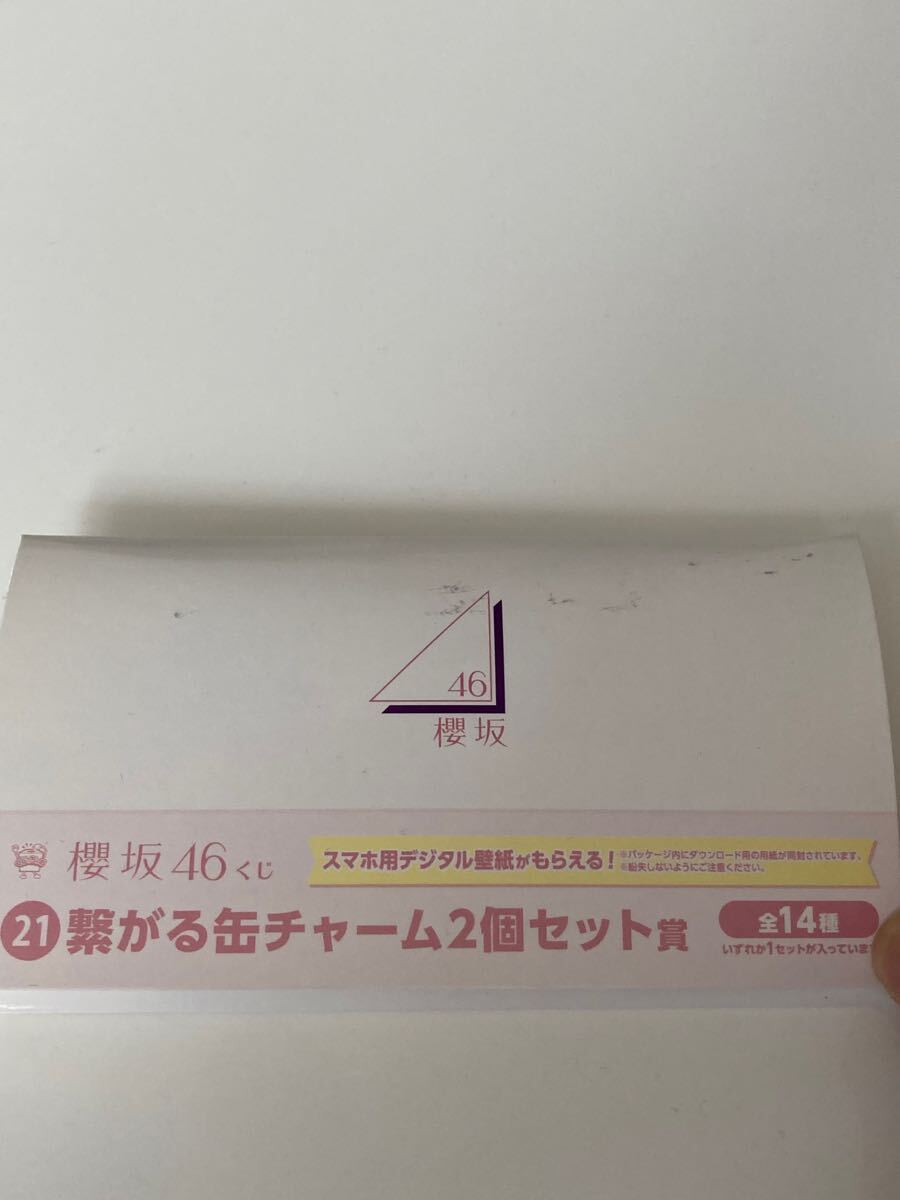 46
櫻坂
櫻坂46くじ
スマホ用デジタル壁紙がもらえる!
※パッケージ内にダウンロード用の用紙が同封されています。
※紛失しないようにご注意ください。
21 繋がる缶チャーム2個セット賞
全14種
いずれか1セットが入っていま